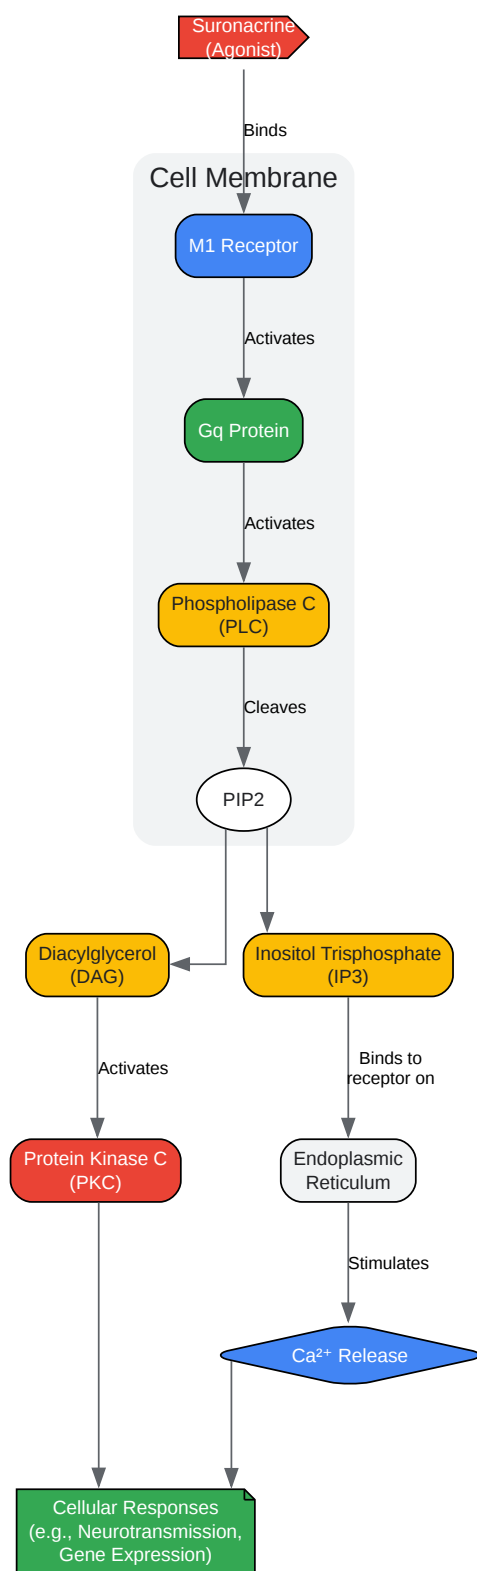 Suronacrine
(Agonist)
Binds
Cell Membrane
M1 Receptor
Activates
Gq Protein
Activates
Phospholipase C
(PLC)
Cleaves
PIP2
Diacylglycerol
(DAG)
Inositol Trisphosphate
(IP3)
Activates
Binds to
receptor on
Protein Kinase C
(PKC)
Endoplasmic
Reticulum
Stimulates
Ca²⁺ Release
Cellular Responses
(e.g., Neurotransmission,
Gene Expression)